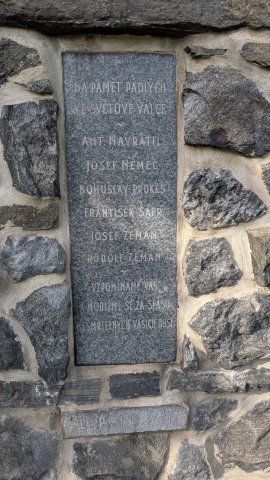 NA PAMĚŤ PADLÝCH
VE SVĚTOVÉ VÁLCE
ANT. NAVRÁTIL
JOSEF NĚMEC
BOHUSLAV PROKEŠ
FRANTIŠEK ŠAFR
JOSEF ZEMAN
RUDOLF ZEMAN
VZPOMÍNÁME VÁS
MODLÍME SE ZA SPÁSU
NESMRTELNÝCH VAŠICH DUŠÍ